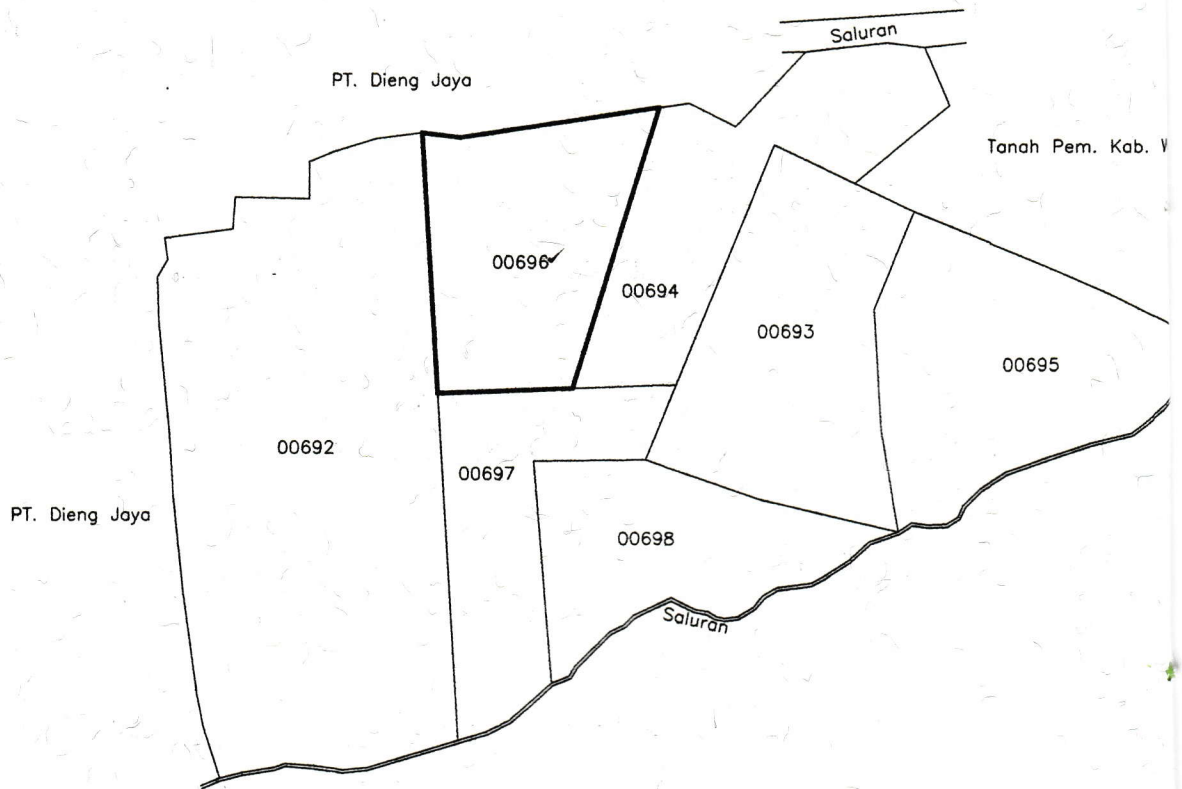 Saluran
PT. Dieng Jaya
Tanah Pem. Kab.
00696
00694
00693
00695
00692
00697
PT. Dieng Jaya
00698
Saluran